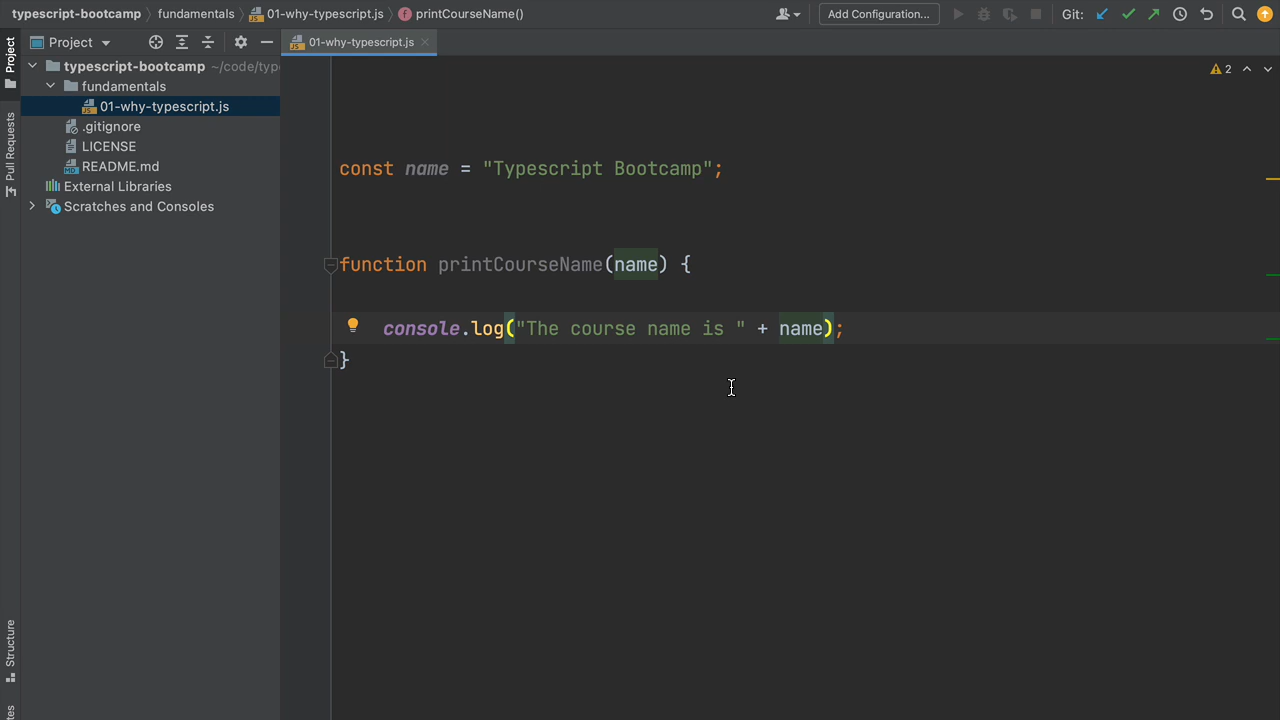 typescript-bootcamp fundamentals 01-why-typescript.js printCourseName() Add Configuration... Git:
Project
Project
01-why-typescript.js
typescript-bootcamp ~/code/typ
2
fundamentals
01-why-typescript.js
.gitignore
Pull Requests
LICENSE
README.md
External Libraries
Scratches and Consoles
const name = "Typescript Bootcamp";
function printCourseName(name) {
console.log("The course name is " + name);
}
Structure